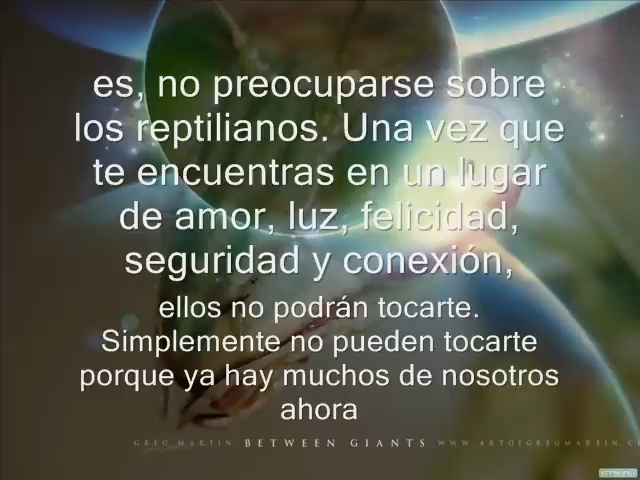 es, no preocuparse sobre
los reptilianos. Una vez que
te encuentras en un lugar
de amor, luz, felicidad,
seguridad y conexión,
ellos no podrán tocarte.
Simplemente no pueden tocarte
porque ya hay muchos de nosotros
ahora
GREG MARTIN BETWEEN GIANTS WWW.ARTOFGREGMARTIN.CO